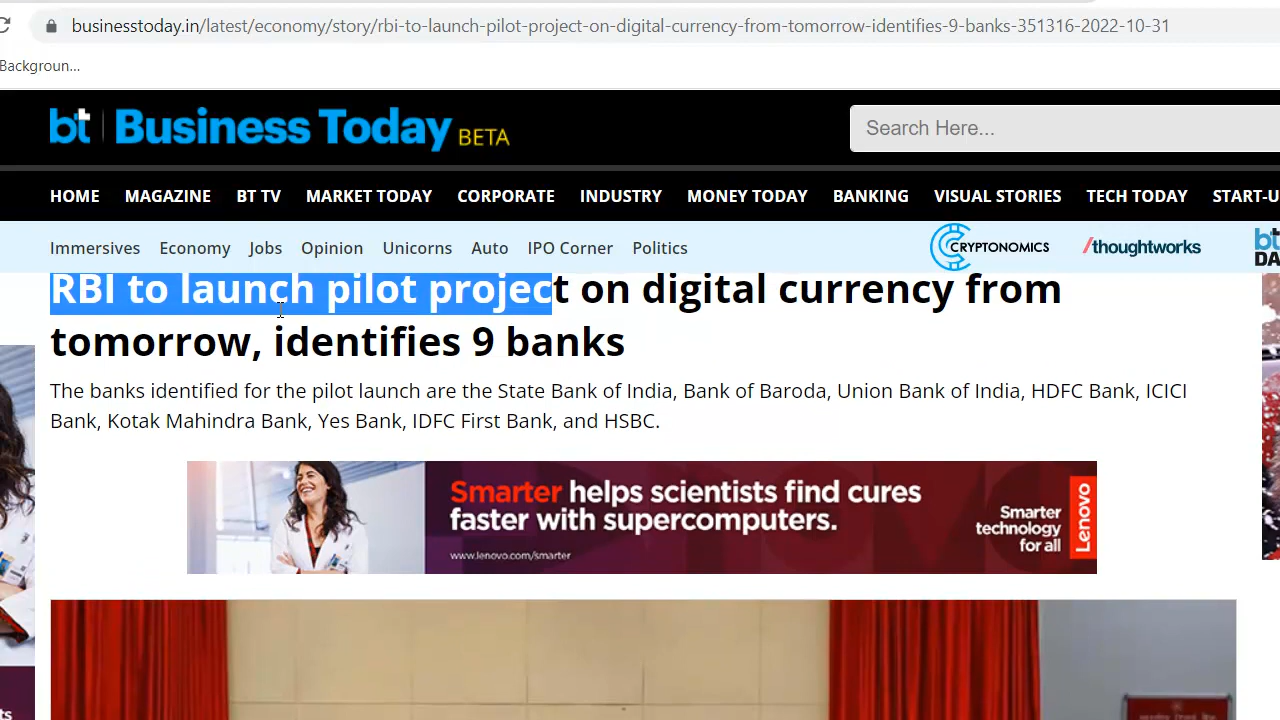 businesstoday.in/latest/economy/story/rbi-to-launch-pilot-project-on-digital-currency-from-tomorrow-identifies-9-banks-351316-2022-10-31
Backgroun...
bt Business Today BETA
Search Here...
HOME MAGAZINE BT TV MARKET TODAY CORPORATE INDUSTRY MONEY TODAY BANKING VISUAL STORIES TECH TODAY START-U
Immersives Economy Jobs Opinion Unicorns Auto IPO Corner Politics CRYPTONOMICS /thoughtworks bt
DA
RBI to launch pilot project on digital currency from
tomorrow, identifies 9 banks
The banks identified for the pilot launch are the State Bank of India, Bank of Baroda, Union Bank of India, HDFC Bank, ICICI
Bank, Kotak Mahindra Bank, Yes Bank, IDFC First Bank, and HSBC.
Smarter helps scientists find cures
faster with supercomputers.
www.lenovo.com/smarter
Smarter
technology
for all
Lenovo
ts